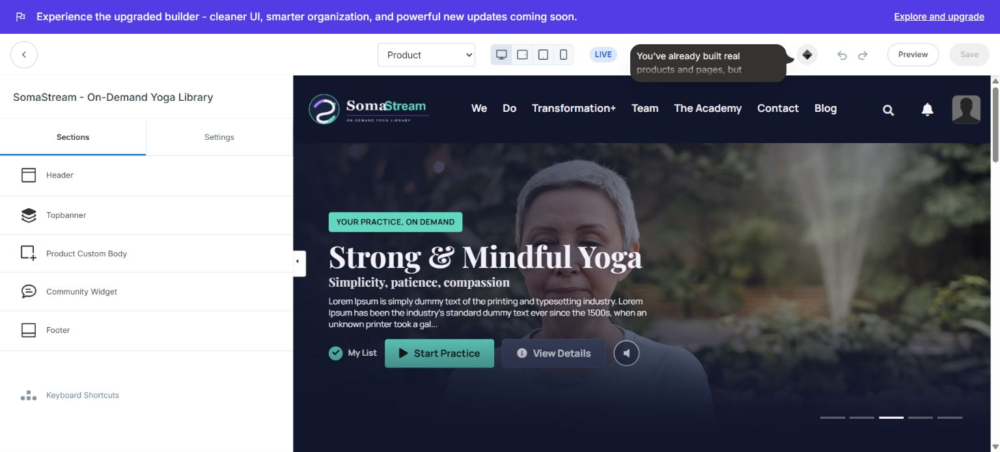 Experience the upgraded builder - cleaner UI, smarter organization, and powerful new updates coming soon.
Explore and upgrade
Product
LIVE
You’ve already built real
products and pages, but
Preview
Save
SomaStream - On-Demand Yoga Library
Sections
Settings
Header
Topbanner
Product Custom Body
Community Widget
Footer
Keyboard Shortcuts
SomaStream
ON-DEMAND YOGA LIBRARY
We
Do
Transformation+
Team
The Academy
Contact
Blog
YOUR PRACTICE, ON DEMAND
Strong & Mindful Yoga
Simplicity, patience, compassion
Lorem Ipsum is simply dummy text of the printing and typesetting industry. Lorem
Ipsum has been the industry's standard dummy text ever since the 1500s, when an
unknown printer took a gal...
My List
Start Practice
View Details